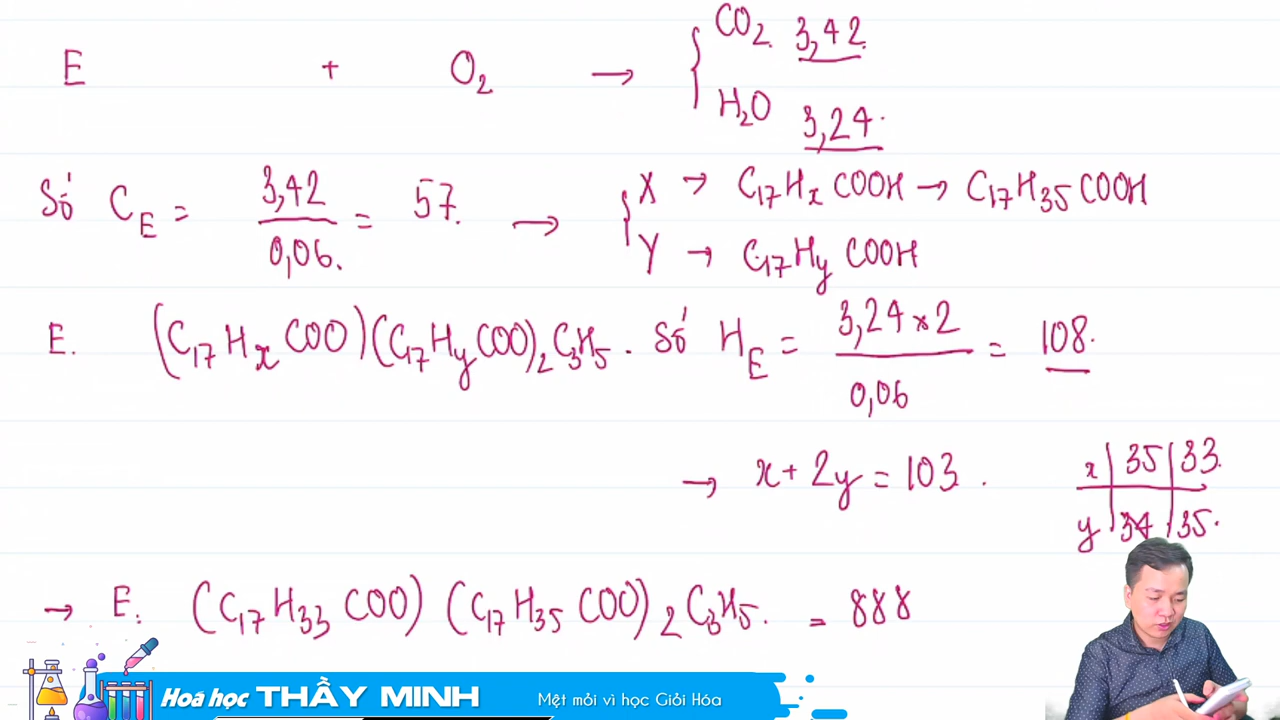 E + O2 → { CO2 3,42
H2O 3,24.
Số C_E = 3,42 / 0,06. = 57. → { X → C17HxCOOH → C17H35COOH
Y → C17HyCOOH
E. (C17HxCOO)(C17HyCOO)2C3H5. Số H_E = 3,24 x 2 / 0,06 = 108.
→ x + 2y = 103.
x | 35 | 33.
y | 34 | 35.
→ E. (C17H33COO)(C17H35COO)2C3H5. = 888
Hoá học THẦY MINH
Mệt mỏi vì học Giỏi Hóa